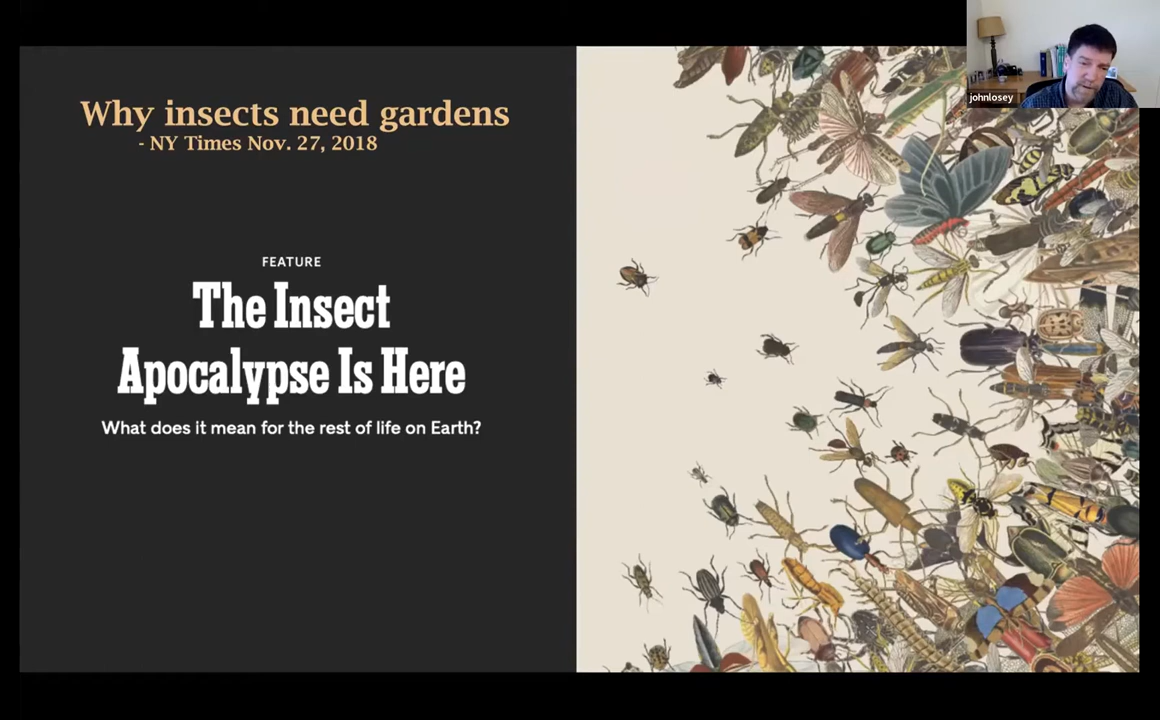 Why insects need gardens
- NY Times Nov. 27, 2018
FEATURE
The Insect
Apocalypse Is Here
What does it mean for the rest of life on Earth?
johnlosey